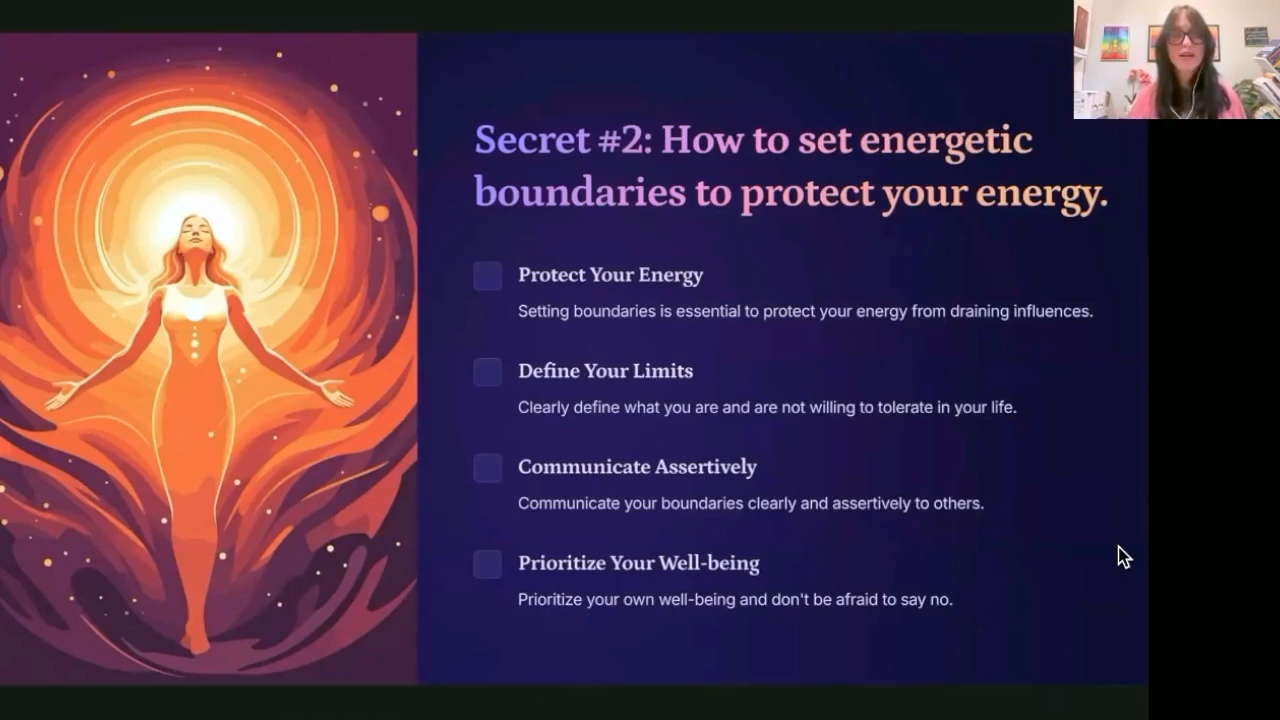 Secret #2: How to set energetic
boundaries to protect your energy.
Protect Your Energy
Setting boundaries is essential to protect your energy from draining influences.
Define Your Limits
Clearly define what you are and are not willing to tolerate in your life.
Communicate Assertively
Communicate your boundaries clearly and assertively to others.
Prioritize Your Well-being
Prioritize your own well-being and don't be afraid to say no.